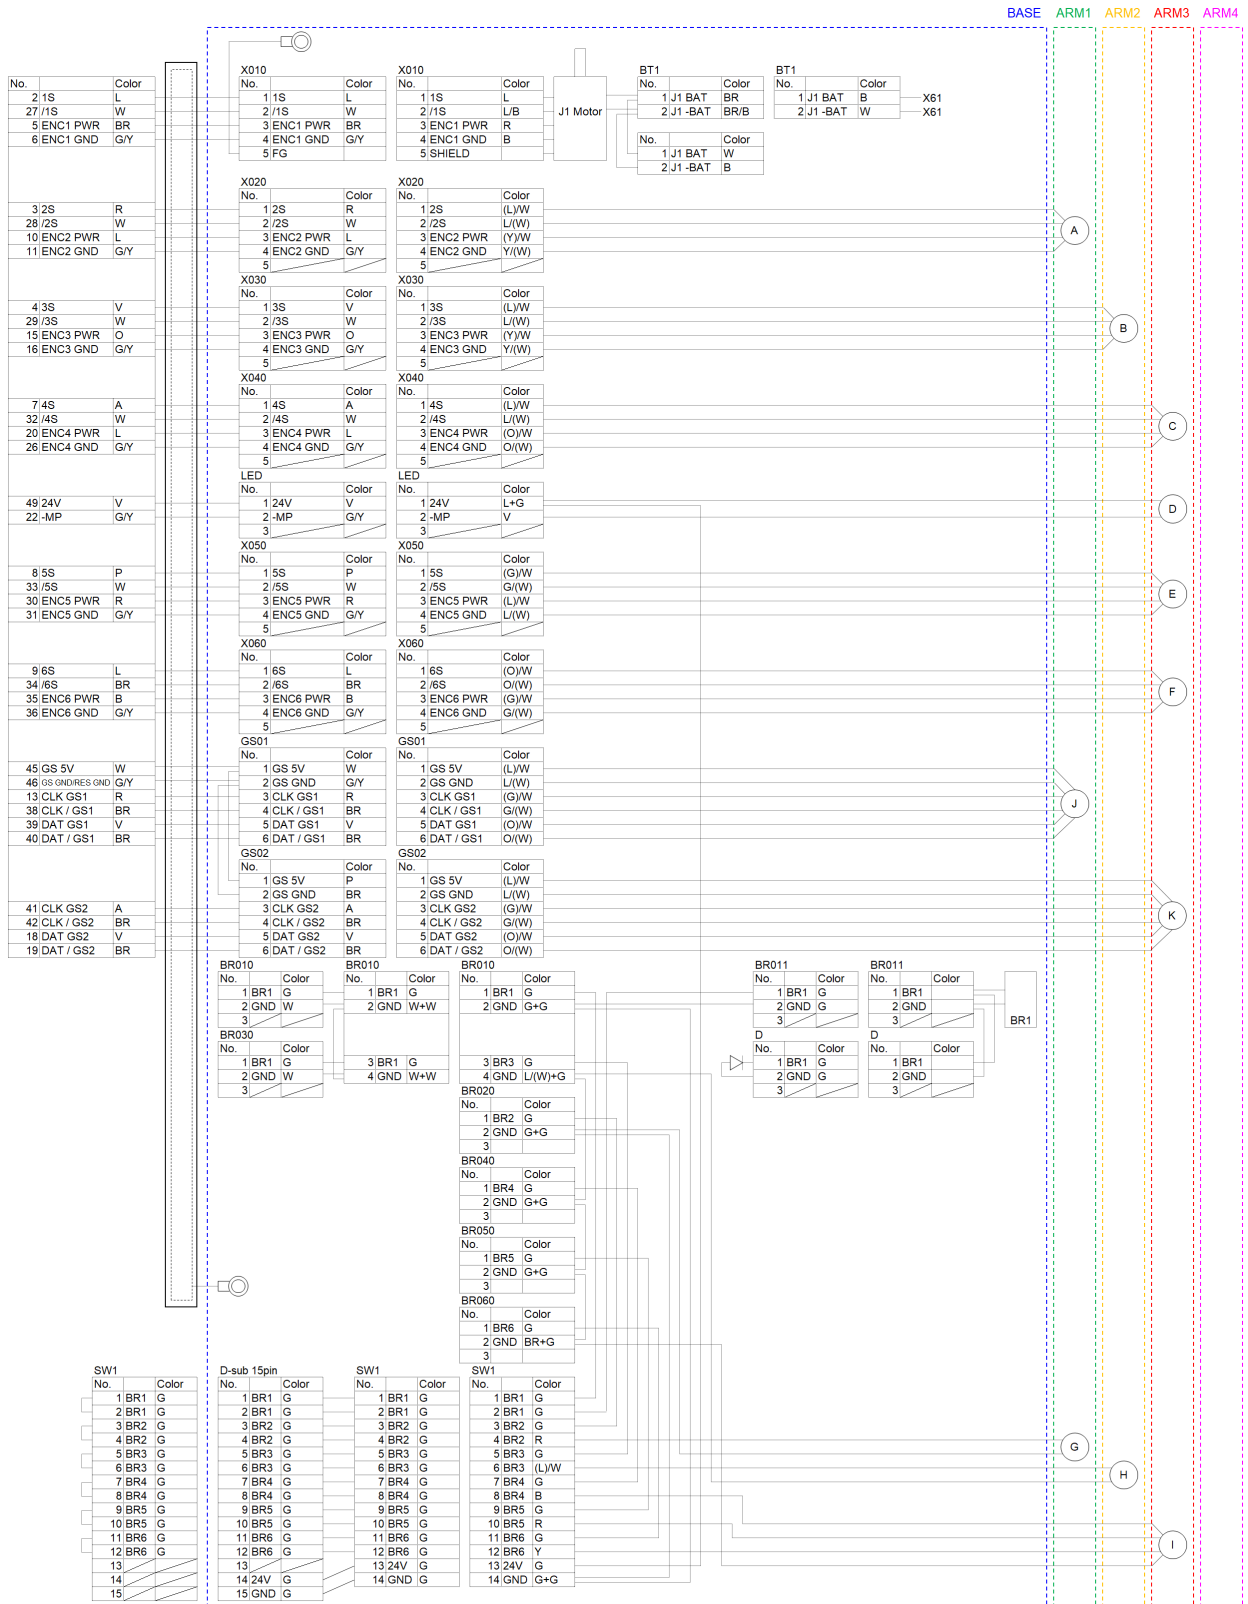 BASE ARM1 ARM2 ARM3 ARM4
X010 X010 BT1 BT1
No. Color No. Color No. Color No. Color No. Color
2 1S L 1 1S L 1 1S L J1 Motor 1 J1 BAT BR 1 J1 BAT B X61
27 /1S W 2 /1S W 2 /1S L/B 2 J1 -BAT BR/B 2 J1 -BAT W X61
5 ENC1 PWR BR 3 ENC1 PWR BR 3 ENC1 PWR R
6 ENC1 GND G/Y 4 ENC1 GND G/Y 4 ENC1 GND B No. Color
5 FG 5 SHIELD 1 J1 BAT W
2 J1 -BAT B
X020 X020
No. Color No. Color
3 2S R 1 2S R 1 2S (L)/W
28 /2S W 2 /2S W 2 /2S L/(W) A
10 ENC2 PWR L 3 ENC2 PWR L 3 ENC2 PWR (Y)/W
11 ENC2 GND G/Y 4 ENC2 GND G/Y 4 ENC2 GND Y/(W)
5 5
X030 X030
No. Color No. Color
4 3S V 1 3S V 1 3S (L)/W
29 /3S W 2 /3S W 2 /3S L/(W) B
15 ENC3 PWR O 3 ENC3 PWR O 3 ENC3 PWR (Y)/W
16 ENC3 GND G/Y 4 ENC3 GND G/Y 4 ENC3 GND Y/(W)
5 5
X040 X040
No. Color No. Color
7 4S A 1 4S A 1 4S (L)/W
32 /4S W 2 /4S W 2 /4S L/(W) C
20 ENC4 PWR L 3 ENC4 PWR L 3 ENC4 PWR (O)/W
26 ENC4 GND G/Y 4 ENC4 GND G/Y 4 ENC4 GND O/(W)
5 5
LED LED
No. Color No. Color
49 24V V 1 24V V 1 24V L+G D
22 -MP G/Y 2 -MP G/Y 2 -MP V
3 3
X050 X050
No. Color No. Color
8 5S P 1 5S P 1 5S (G)/W
33 /5S W 2 /5S W 2 /5S G/(W) E
30 ENC5 PWR R 3 ENC5 PWR R 3 ENC5 PWR (L)/W
31 ENC5 GND G/Y 4 ENC5 GND G/Y 4 ENC5 GND L/(W)
5 5
X060 X060
No. Color No. Color
9 6S L 1 6S L 1 6S (O)/W
34 /6S BR 2 /6S BR 2 /6S O/(W) F
35 ENC6 PWR B 3 ENC6 PWR B 3 ENC6 PWR (G)/W
36 ENC6 GND G/Y 4 ENC6 GND G/Y 4 ENC6 GND G/(W)
5 5
GS01 GS01
No. Color No. Color
45 GS 5V W 1 GS 5V W 1 GS 5V (L)/W
46 GS GND/RES GND G/Y 2 GS GND G/Y 2 GS GND L/(W)
13 CLK GS1 R 3 CLK GS1 R 3 CLK GS1 (G)/W J
38 CLK / GS1 BR 4 CLK / GS1 BR 4 CLK / GS1 G/(W)
39 DAT GS1 V 5 DAT GS1 V 5 DAT GS1 (O)/W
40 DAT / GS1 BR 6 DAT / GS1 BR 6 DAT / GS1 O/(W)
GS02 GS02
No. Color No. Color
1 GS 5V P 1 GS 5V (L)/W
2 GS GND BR 2 GS GND L/(W)
41 CLK GS2 A 3 CLK GS2 A 3 CLK GS2 (G)/W K
42 CLK / GS2 BR 4 CLK / GS2 BR 4 CLK / GS2 G/(W)
18 DAT GS2 V 5 DAT GS2 V 5 DAT GS2 (O)/W
19 DAT / GS2 BR 6 DAT / GS2 BR 6 DAT / GS2 O/(W)
BR010 BR010 BR010 BR011 BR011
No. Color No. Color No. Color No. Color No. Color
1 BR1 G 1 BR1 G 1 BR1 G 1 BR1 G 1 BR1
2 GND W 2 GND W+W 2 GND G+G 2 GND G 2 GND
3 3 3 BR1
BR030 D D
No. Color No. Color No. Color
1 BR1 G 3 BR1 G 3 BR3 G 1 BR1 G 1 BR1
2 GND W 4 GND W+W 4 GND L/(W)+G 2 GND G 2 GND
3 3 3
BR020
No. Color
1 BR2 G
2 GND G+G
3
BR040
No. Color
1 BR4 G
2 GND G+G
3
BR050
No. Color
1 BR5 G
2 GND G+G
3
BR060
No. Color
1 BR6 G
2 GND BR+G
3
SW1 D-sub 15pin SW1 SW1
No. Color No. Color No. Color No. Color
1 BR1 G 1 BR1 G 1 BR1 G 1 BR1 G
2 BR1 G 2 BR1 G 2 BR1 G 2 BR1 G
3 BR2 G 3 BR2 G 3 BR2 G 3 BR2 G
4 BR2 G 4 BR2 G 4 BR2 G 4 BR2 R G
5 BR3 G 5 BR3 G 5 BR3 G 5 BR3 G
6 BR3 G 6 BR3 G 6 BR3 G 6 BR3 (L)/W H
7 BR4 G 7 BR4 G 7 BR4 G 7 BR4 G
8 BR4 G 8 BR4 G 8 BR4 G 8 BR4 B
9 BR5 G 9 BR5 G 9 BR5 G 9 BR5 G
10 BR5 G 10 BR5 G 10 BR5 G 10 BR5 R
11 BR6 G 11 BR6 G 11 BR6 G 11 BR6 G I
12 BR6 G 12 BR6 G 12 BR6 G 12 BR6 Y
13 13 13 24V G 13 24V G
14 14 24V G 14 GND G 14 GND G+G
15 15 GND G